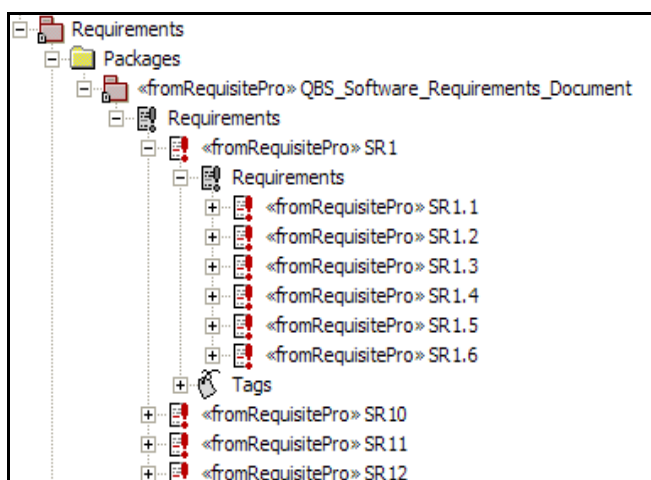 Requirements
Packages
«fromRequisitePro» QBS_Software_Requirements_Document
Requirements
«fromRequisitePro» SR1
Requirements
«fromRequisitePro» SR1.1
«fromRequisitePro» SR1.2
«fromRequisitePro» SR1.3
«fromRequisitePro» SR1.4
«fromRequisitePro» SR1.5
«fromRequisitePro» SR1.6
Tags
«fromRequisitePro» SR10
«fromRequisitePro» SR11
«fromRequisitePro» SR12